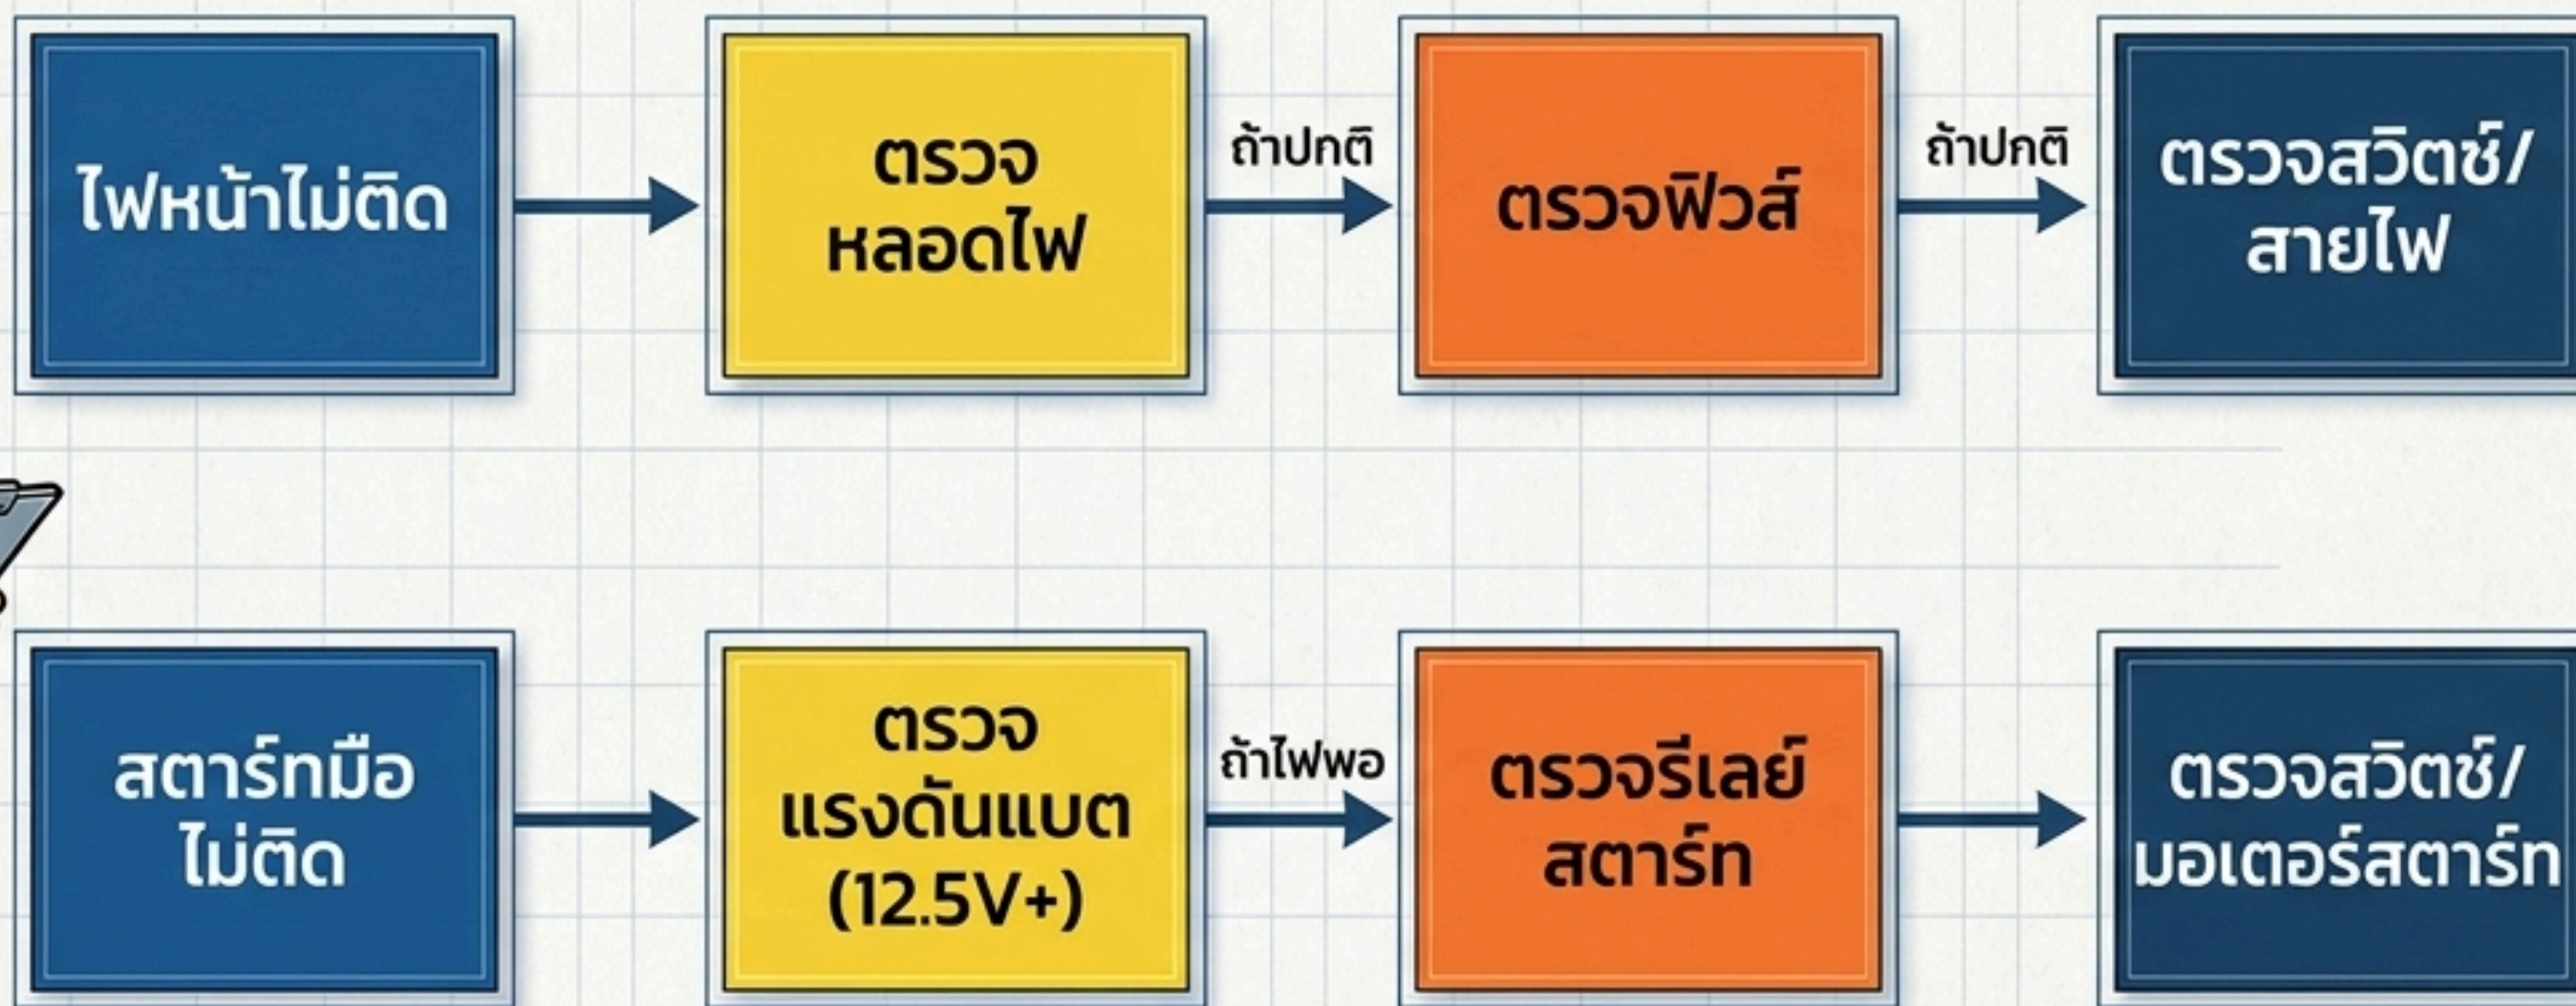 ไฟหน้าไม่ติด
ตรวจ
หลอดไฟ
ถ้าปกติ
ตรวจฟิวส์
ถ้าปกติ
ตรวจสวิตช์/
สายไฟ
สตาร์ทมือ
ไม่ติด
ตรวจ
แรงดันแบต
(12.5V+)
ถ้าไฟพอ
ตรวจรีเลย์
สตาร์ท
ตรวจสวิตช์/
มอเตอร์สตาร์ท